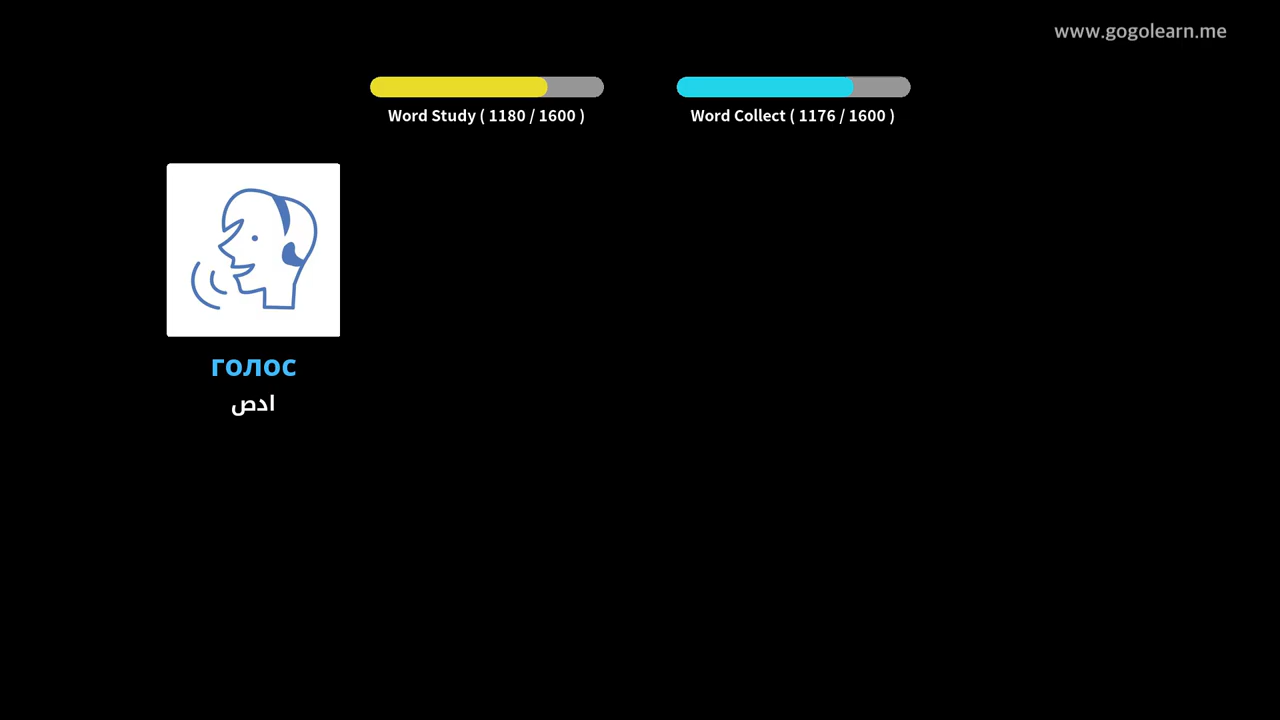 www.gogolearn.me
Word Study ( 1180 / 1600 )
Word Collect ( 1176 / 1600 )
голос
ادص